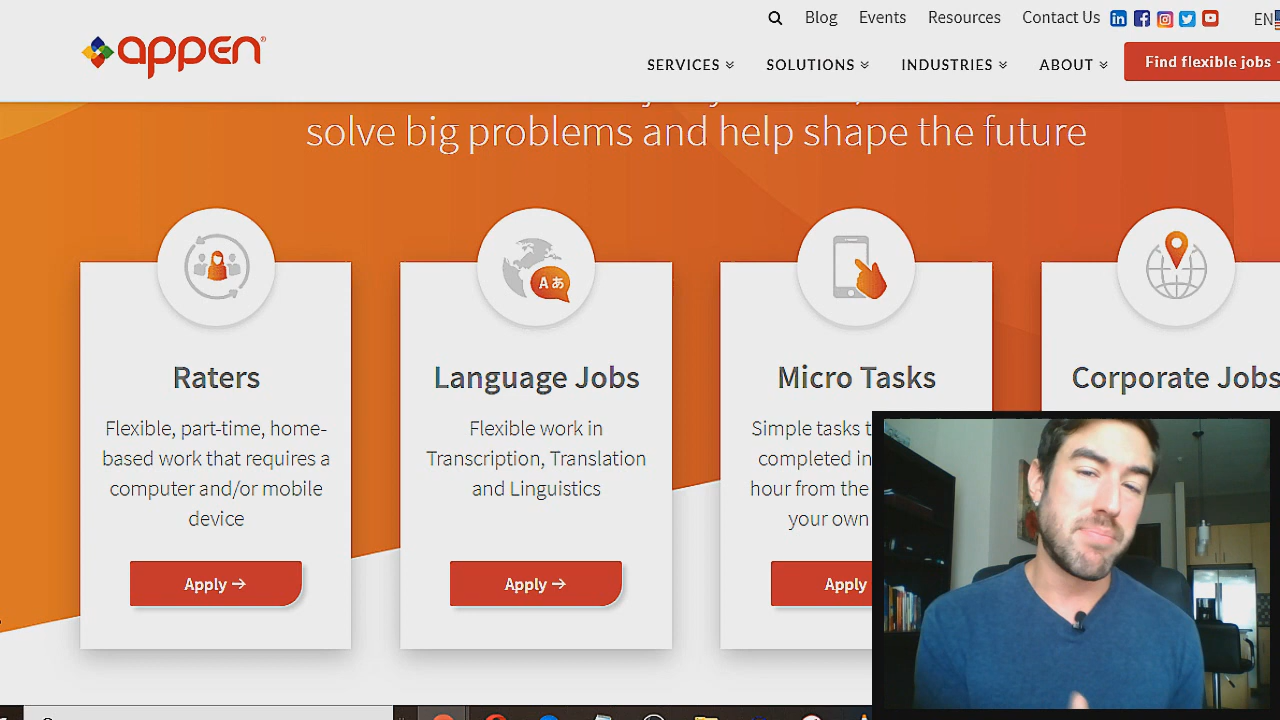 Blog Events Resources Contact Us EN
appen
SERVICES SOLUTIONS INDUSTRIES ABOUT Find flexible jobs
solve big problems and help shape the future
A あ
Raters
Flexible, part-time, home-
based work that requires a
computer and/or mobile
device
Apply →
Language Jobs
Flexible work in
Transcription, Translation
and Linguistics
Apply →
Micro Tasks
Simple tasks
completed in
hour from the
your own
Apply
Corporate Jobs